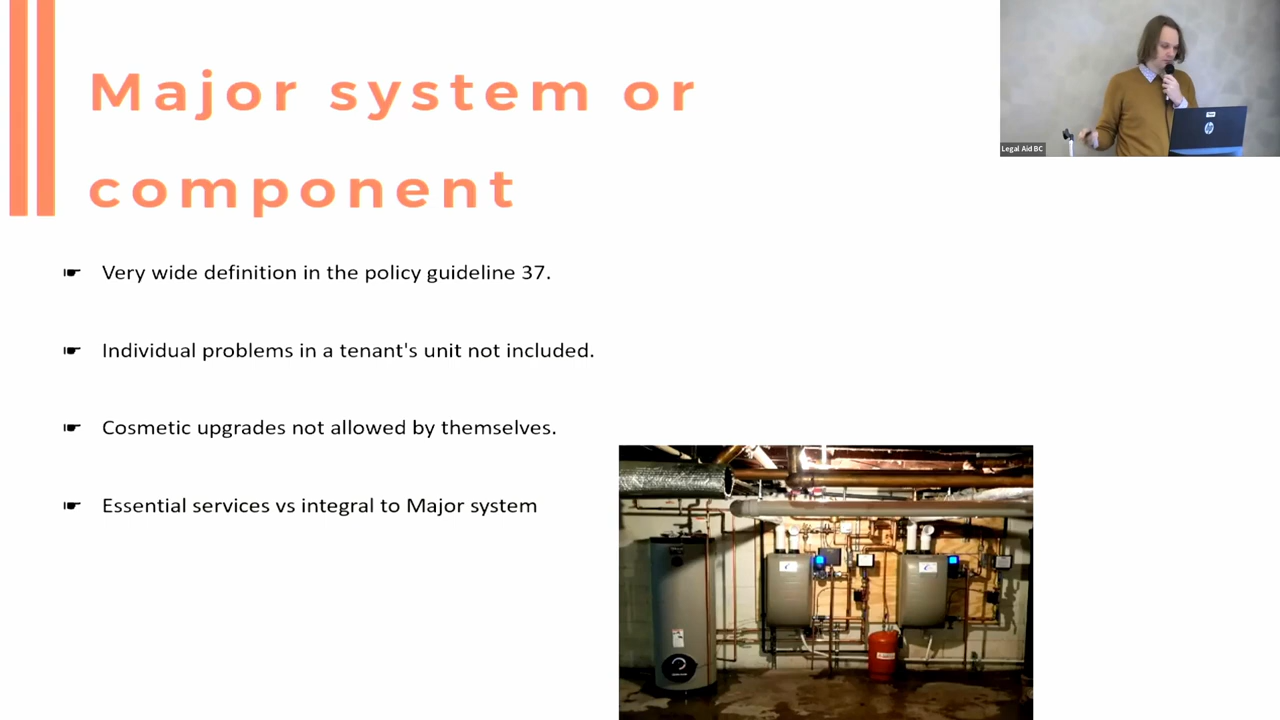 Major system or
component
Very wide definition in the policy guideline 37.
Individual problems in a tenant's unit not included.
Cosmetic upgrades not allowed by themselves.
Essential services vs integral to Major system
Legal Aid BC
hp